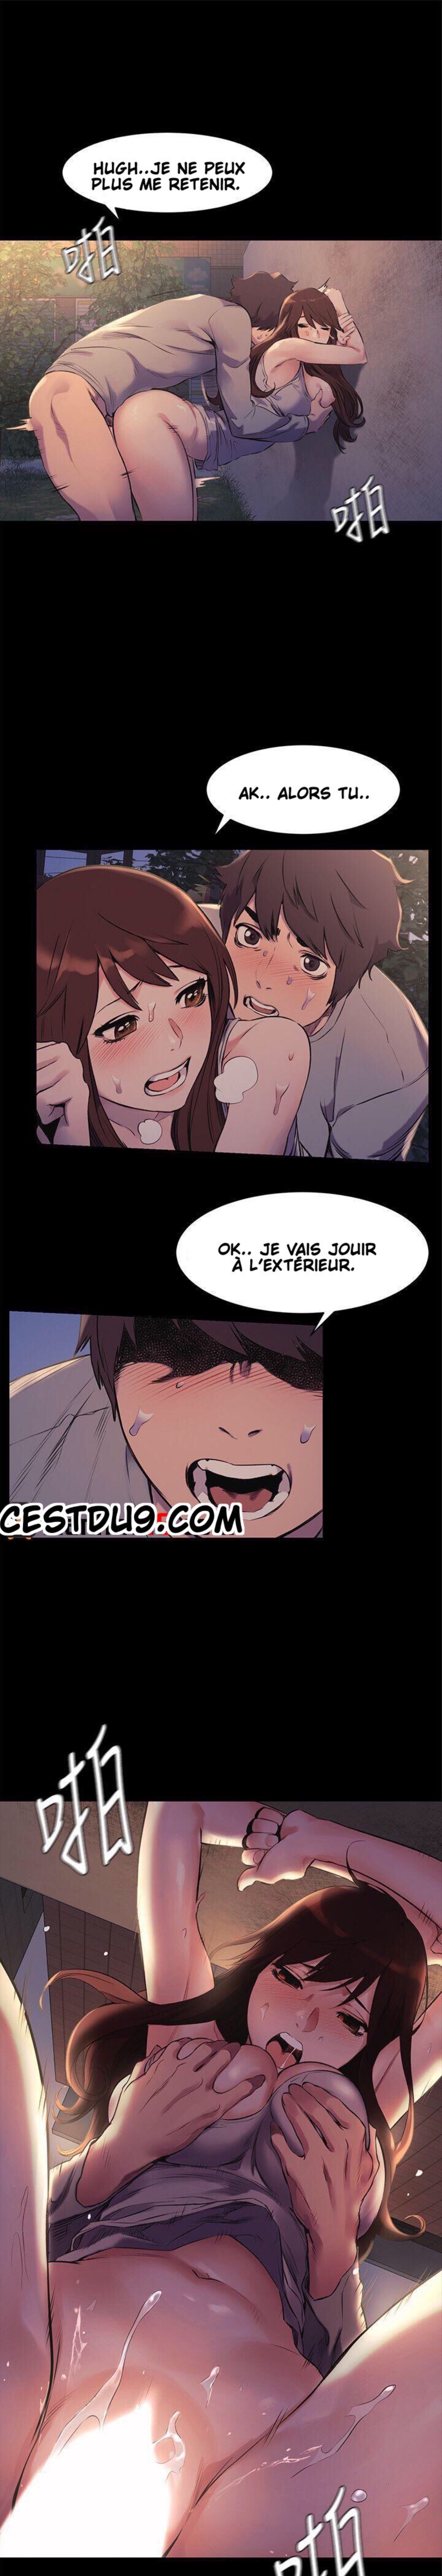 HUGH..JE NE PEUX
PLUS ME RETENIR.
啪
啪
AK.. ALORS TU..
OK.. JE VAIS JOUIR
À L'EXTÉRIEUR.
CESTDU9.COM
啪